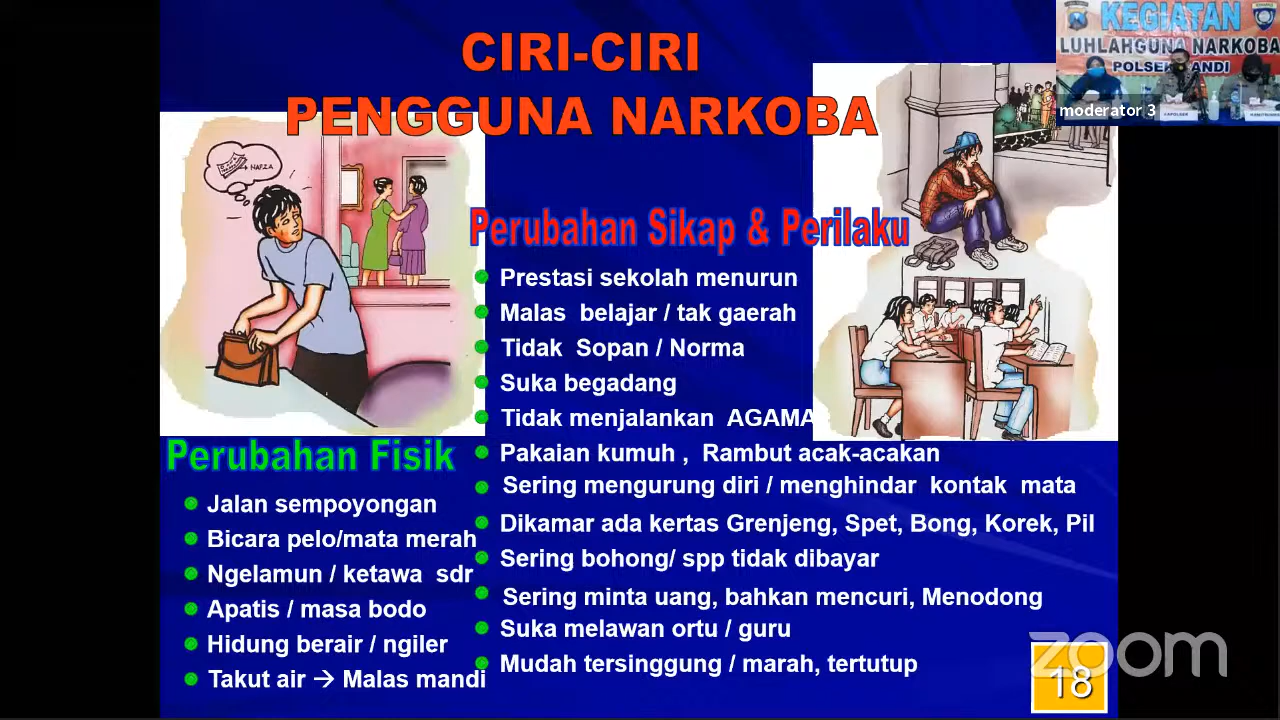 CIRI-CIRI
PENGGUNA NARKOBA
KEGIATAN
LUHLAHGUNA NARKOBA
moderator 3
KAPOLSEK
NAPZA
Perubahan Sikap & Perilaku
Prestasi sekolah menurun
Malas belajar / tak gaerah
Tidak Sopan / Norma
Suka begadang
Tidak menjalankan AGAMA
Pakaian kumuh , Rambut acak-acakan
Sering mengurung diri / menghindar kontak mata
Dikamar ada kertas Grenjeng, Spet, Bong, Korek, Pil
Sering bohong/ spp tidak dibayar
Sering minta uang, bahkan mencuri, Menodong
Suka melawan ortu / guru
Mudah tersinggung / marah, tertutup
Perubahan Fisik
Jalan sempoyongan
Bicara pelo/mata merah
Ngelamun / ketawa sdr
Apatis / masa bodo
Hidung berair / ngiler
Takut air → Malas mandi
zoom
18